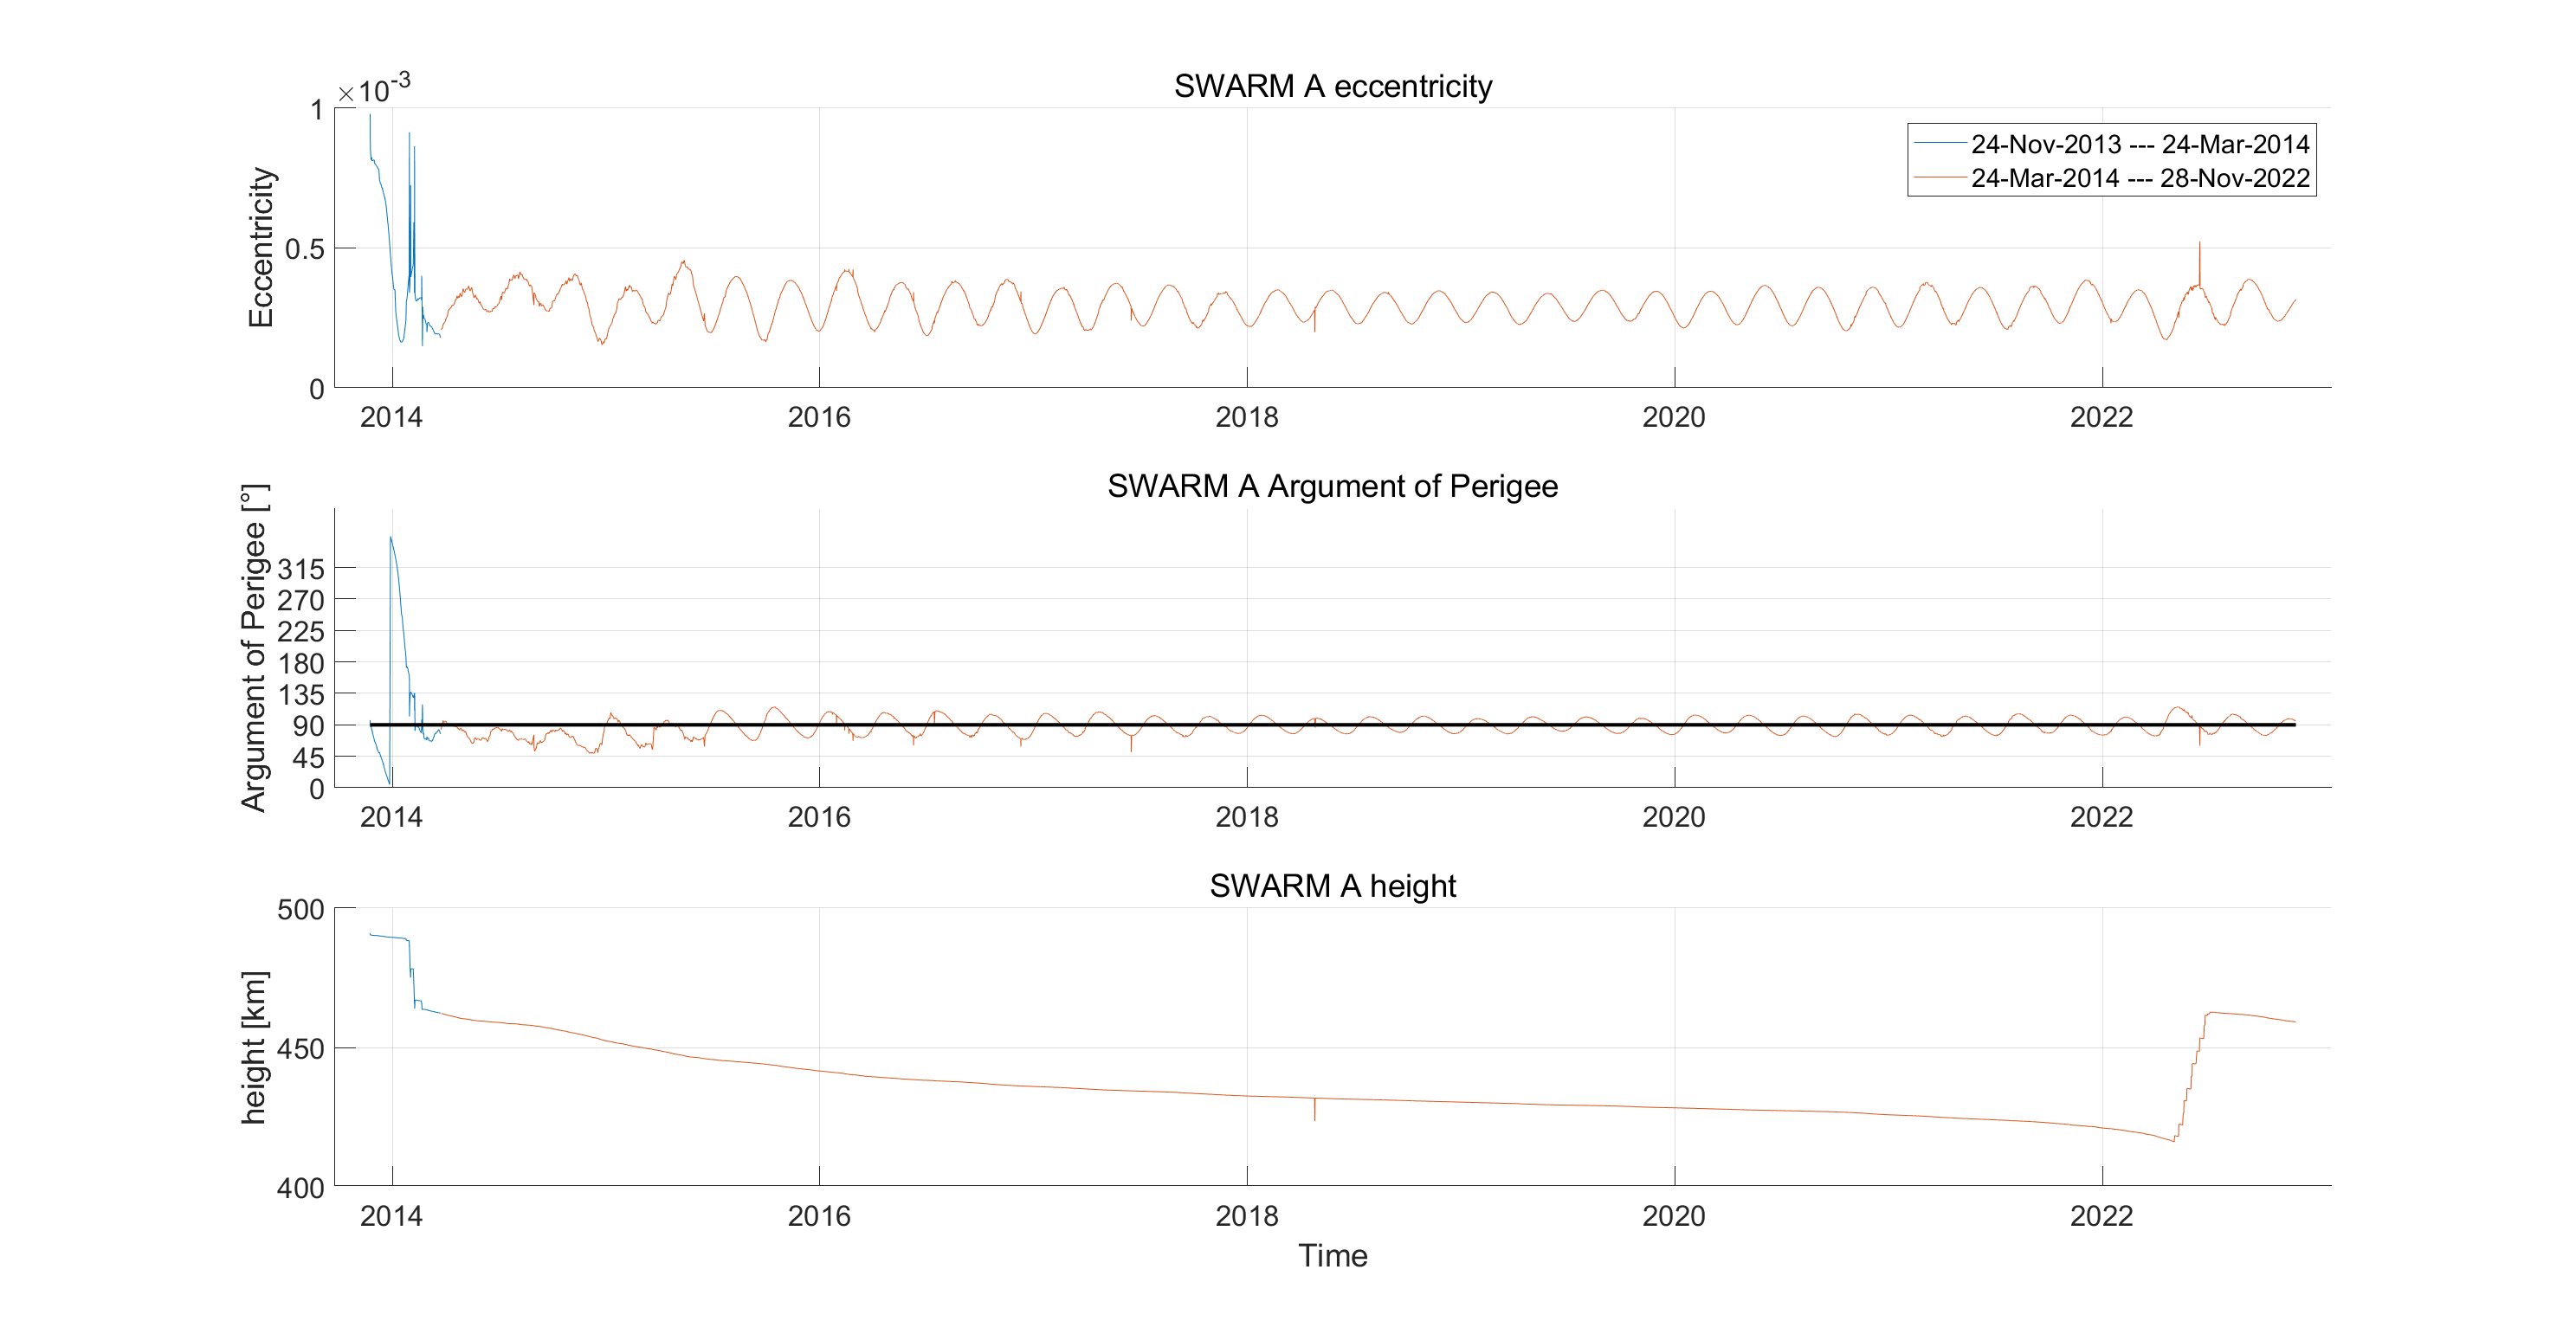 SWARM A eccentricity
×10-3
1
0.5
0
Eccentricity
24-Nov-2013 --- 24-Mar-2014
24-Mar-2014 --- 28-Nov-2022
2014 2016 2018 2020 2022
SWARM A Argument of Perigee
315
270
225
180
135
90
45
0
Argument of Perigee [°]
2014 2016 2018 2020 2022
SWARM A height
500
450
400
height [km]
2014 2016 2018 2020 2022
Time